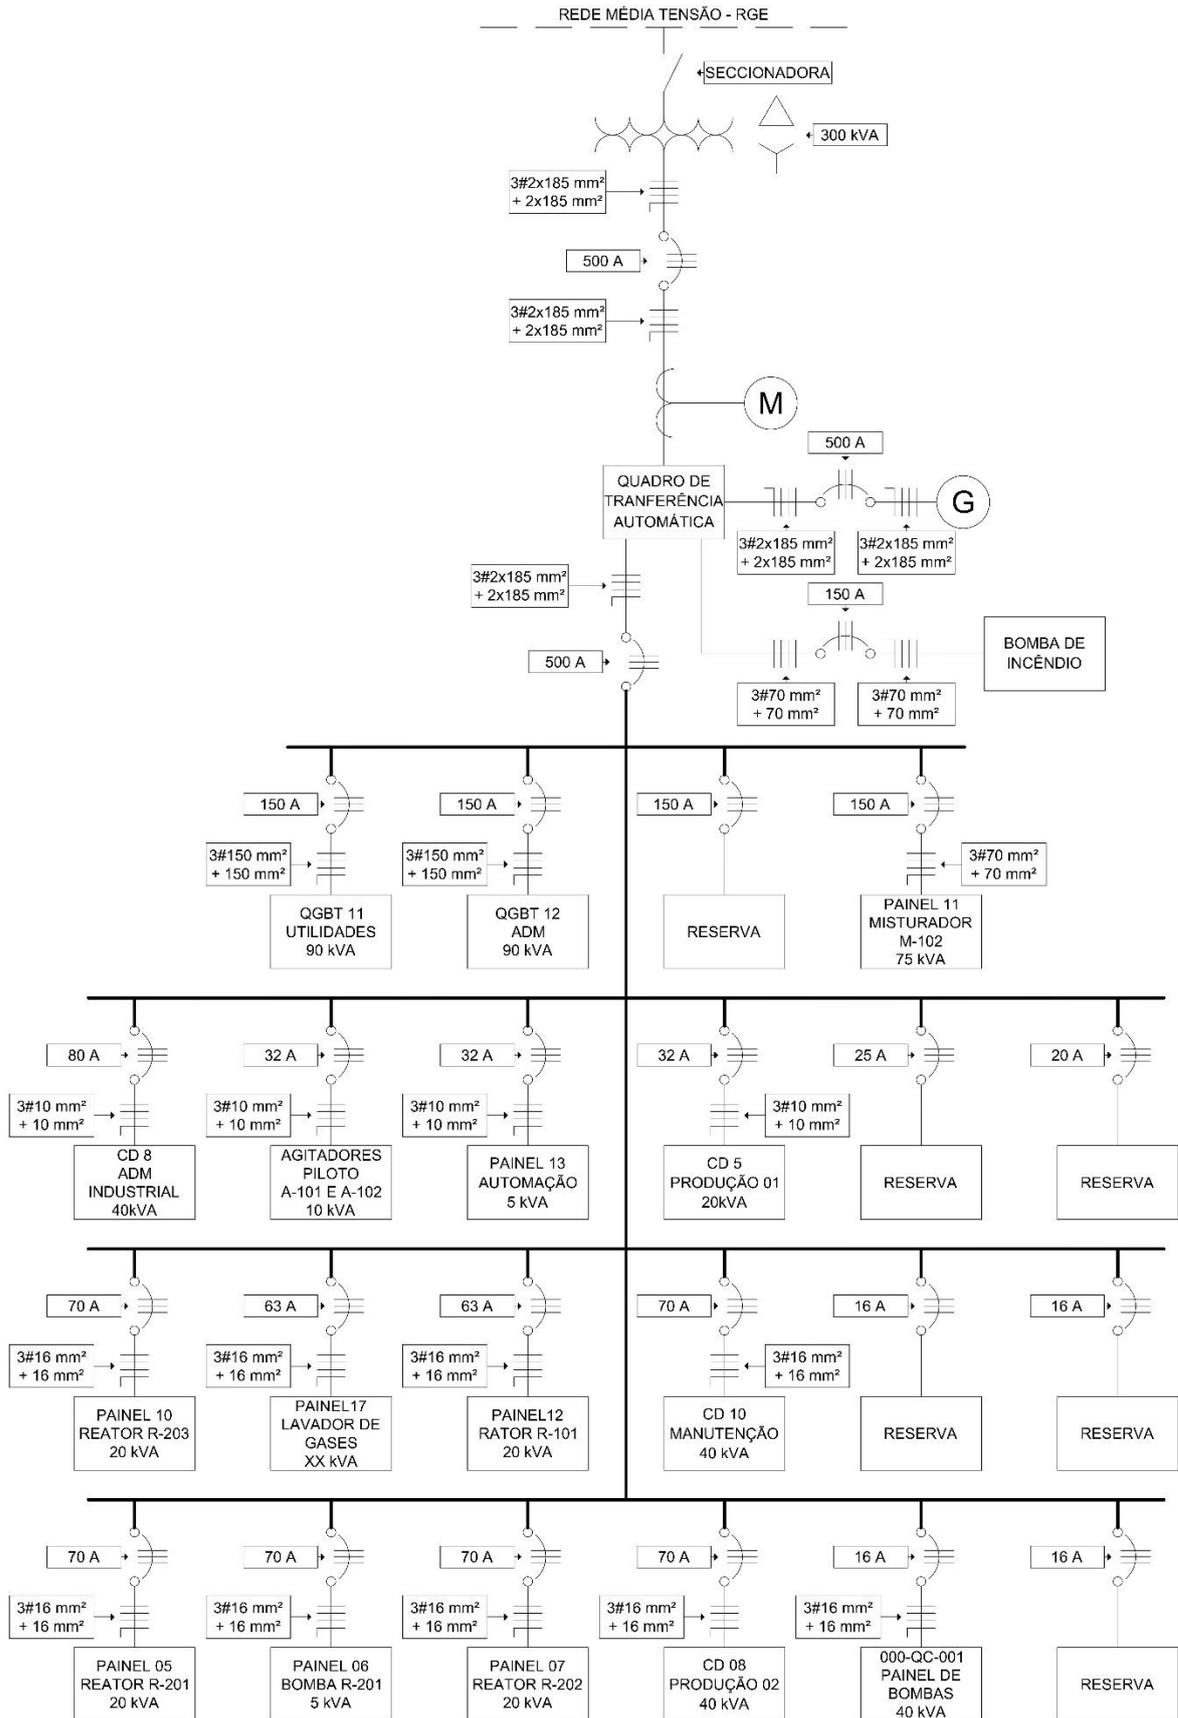 REDE MÉDIA TENSÃO - RGE
SECCIONADORA
300 kVA
3#2x185 mm²
+ 2x185 mm²
500 A
3#2x185 mm²
+ 2x185 mm²
M
500 A
QUADRO DE
TRANFERÊNCIA
AUTOMÁTICA
G
3#2x185 mm²
+ 2x185 mm²
3#2x185 mm²
+ 2x185 mm²
3#2x185 mm²
+ 2x185 mm²
150 A
BOMBA DE
INCÊNDIO
500 A
3#70 mm²
+ 70 mm²
3#70 mm²
+ 70 mm²
150 A
150 A
150 A
150 A
3#150 mm²
+ 150 mm²
3#150 mm²
+ 150 mm²
3#70 mm²
+ 70 mm²
QGBT 11
UTILIDADES
90 kVA
QGBT 12
ADM
90 kVA
RESERVA
PAINEL 11
MISTURADOR
M-102
75 kVA
80 A
32 A
32 A
32 A
25 A
20 A
3#10 mm²
+ 10 mm²
3#10 mm²
+ 10 mm²
3#10 mm²
+ 10 mm²
3#10 mm²
+ 10 mm²
CD 8
ADM
INDUSTRIAL
40kVA
AGITADORES
PILOTO
A-101 E A-102
10 kVA
PAINEL 13
AUTOMAÇÃO
5 kVA
CD 5
PRODUÇÃO 01
20kVA
RESERVA
RESERVA
70 A
63 A
63 A
70 A
16 A
16 A
3#16 mm²
+ 16 mm²
3#16 mm²
+ 16 mm²
3#16 mm²
+ 16 mm²
3#16 mm²
+ 16 mm²
PAINEL 10
REATOR R-203
20 kVA
PAINEL17
LAVADOR DE
GASES
XX kVA
PAINEL12
RATOR R-101
20 kVA
CD 10
MANUTENÇÃO
40 kVA
RESERVA
RESERVA
70 A
70 A
70 A
70 A
16 A
16 A
3#16 mm²
+ 16 mm²
3#16 mm²
+ 16 mm²
3#16 mm²
+ 16 mm²
3#16 mm²
+ 16 mm²
3#16 mm²
+ 16 mm²
PAINEL 05
REATOR R-201
20 kVA
PAINEL 06
BOMBA R-201
5 kVA
PAINEL 07
REATOR R-202
20 kVA
CD 08
PRODUÇÃO 02
40 kVA
000-QC-001
PAINEL DE
BOMBAS
40 kVA
RESERVA